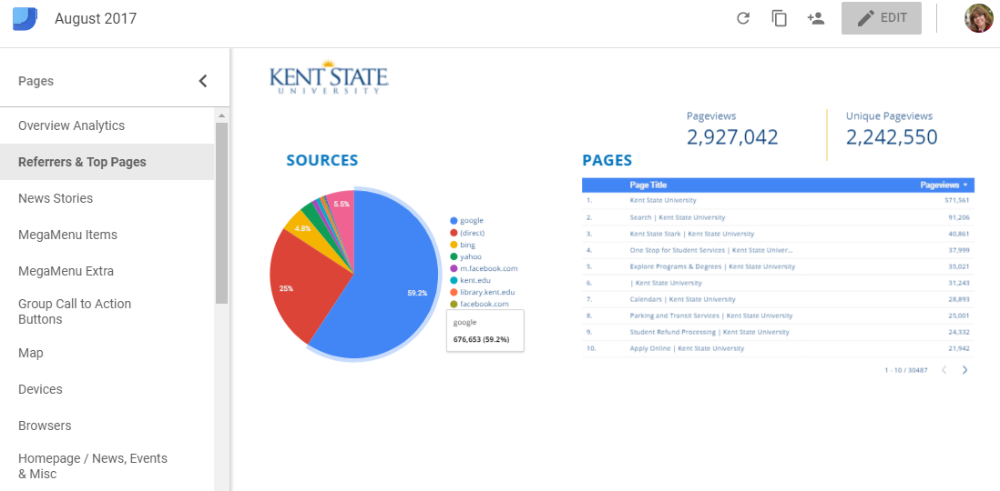 August 2017
EDIT
Pages
Overview Analytics
Referrers & Top Pages
News Stories
MegaMenu Items
MegaMenu Extra
Group Call to Action
Buttons
Map
Devices
Browsers
Homepage / News, Events
& Misc
KENT STATE
UNIVERSITY
Pageviews
2,927,042
Unique Pageviews
2,242,550
SOURCES
5.5%
4.8%
25%
59.2%
google
(direct)
bing
yahoo
m.facebook.com
kent.edu
library.kent.edu
facebook.com
google
676,653 (59.2%)
PAGES
Page Title Pageviews
1. Kent State University 571,561
2. Search | Kent State University 91,206
3. Kent State Stark | Kent State University 40,861
4. One Stop for Student Services | Kent State Univer... 37,999
5. Explore Programs & Degrees | Kent State University 35,021
6. | Kent State University 31,243
7. Calendars | Kent State University 28,893
8. Parking and Transit Services | Kent State University 25,001
9. Student Refund Processing | Kent State University 24,332
10. Apply Online | Kent State University 21,942
1 - 10 / 30487